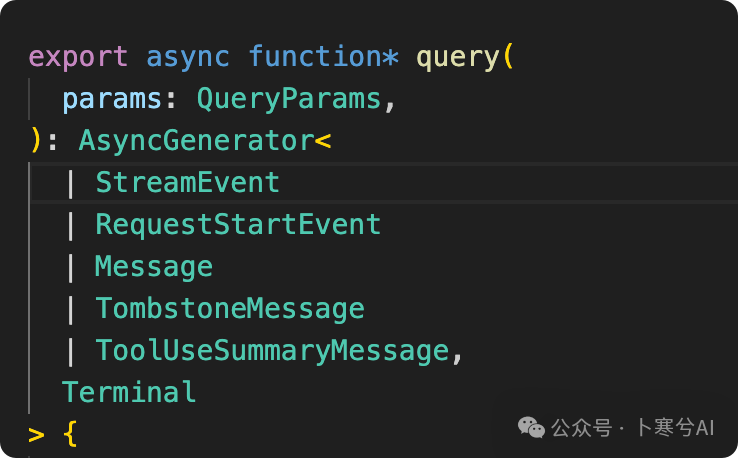 export async function* query(
  params: QueryParams,
): AsyncGenerator<
  | StreamEvent
  | RequestStartEvent
  | Message
  | TombstoneMessage
  | ToolUseSummaryMessage,
  Terminal
> {
公众号 · 卜寒兮AI